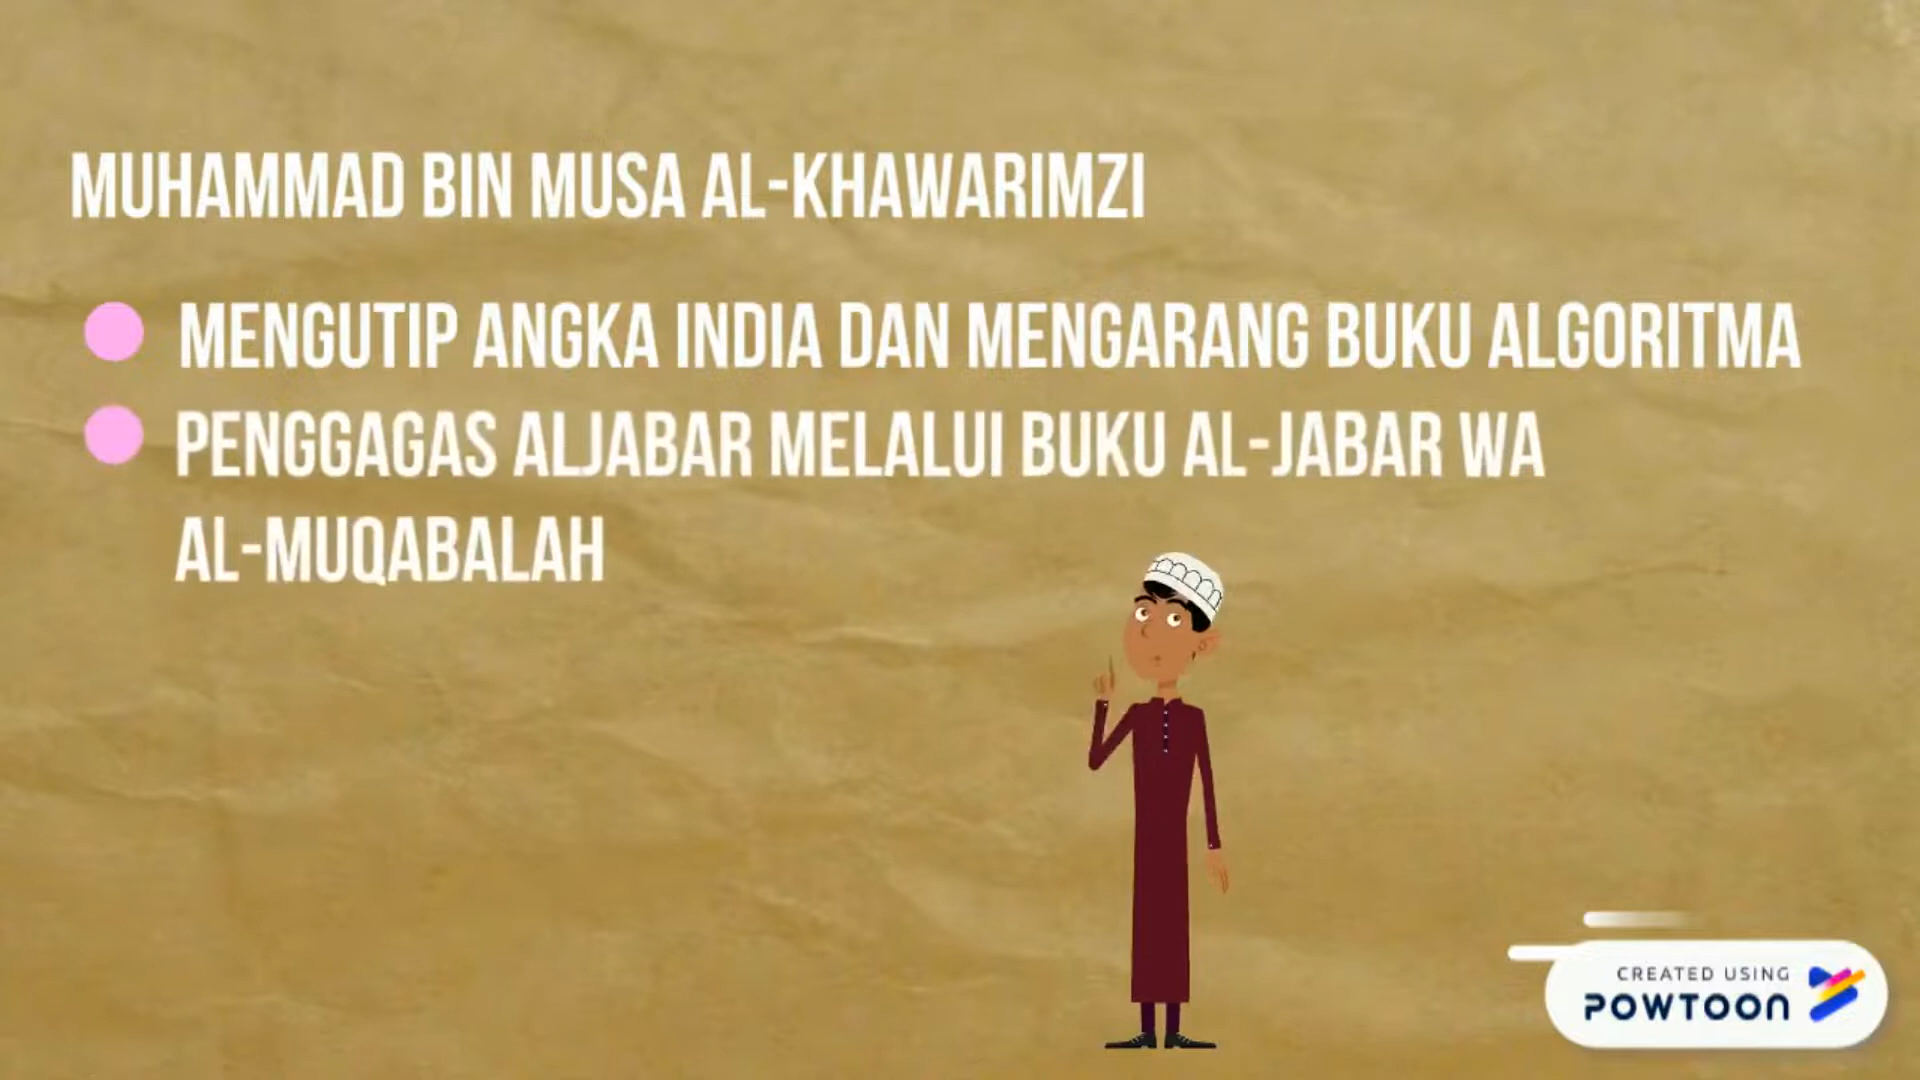 MUHAMMAD BIN MUSA AL-KHAWARIMZI
MENGUTIP ANGKA INDIA DAN MENGARANG BUKU ALGORITMA
PENGGAGAS ALJABAR MELALUI BUKU AL-JABAR WA
AL-MUQABALAH
CREATED USING
POWTOON